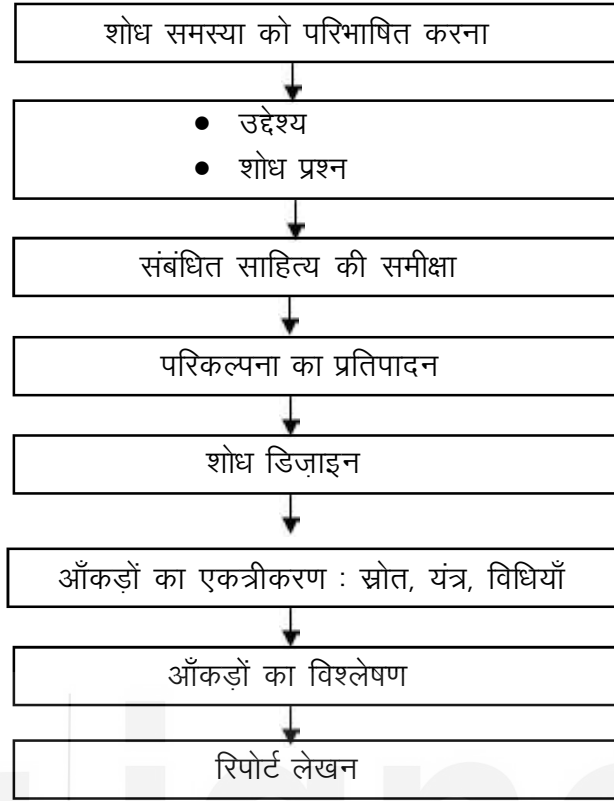 शोध समस्या को परिभाषित करना
• उद्देश्य
• शोध प्रश्न
संबंधित साहित्य की समीक्षा
परिकल्पना का प्रतिपादन
शोध डिज़ाइन
आँकड़ों का एकत्रीकरण : स्रोत, यंत्र, विधियाँ
आँकड़ों का विश्लेषण
रिपोर्ट लेखन